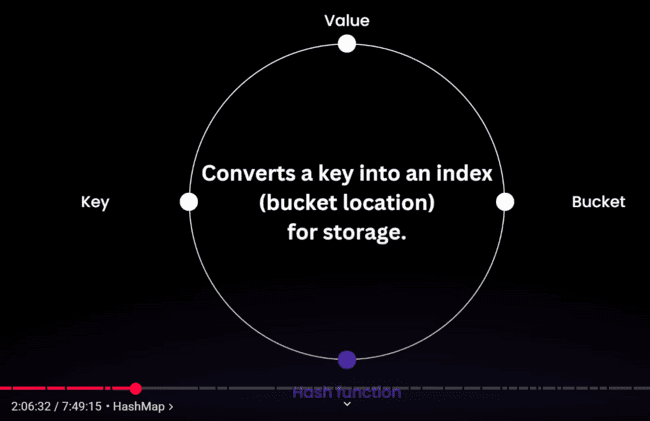 Value
Converts a key into an index
(bucket location)
for storage.
Key
Bucket
Hash function
2:06:32 / 7:49:15 • HashMap >